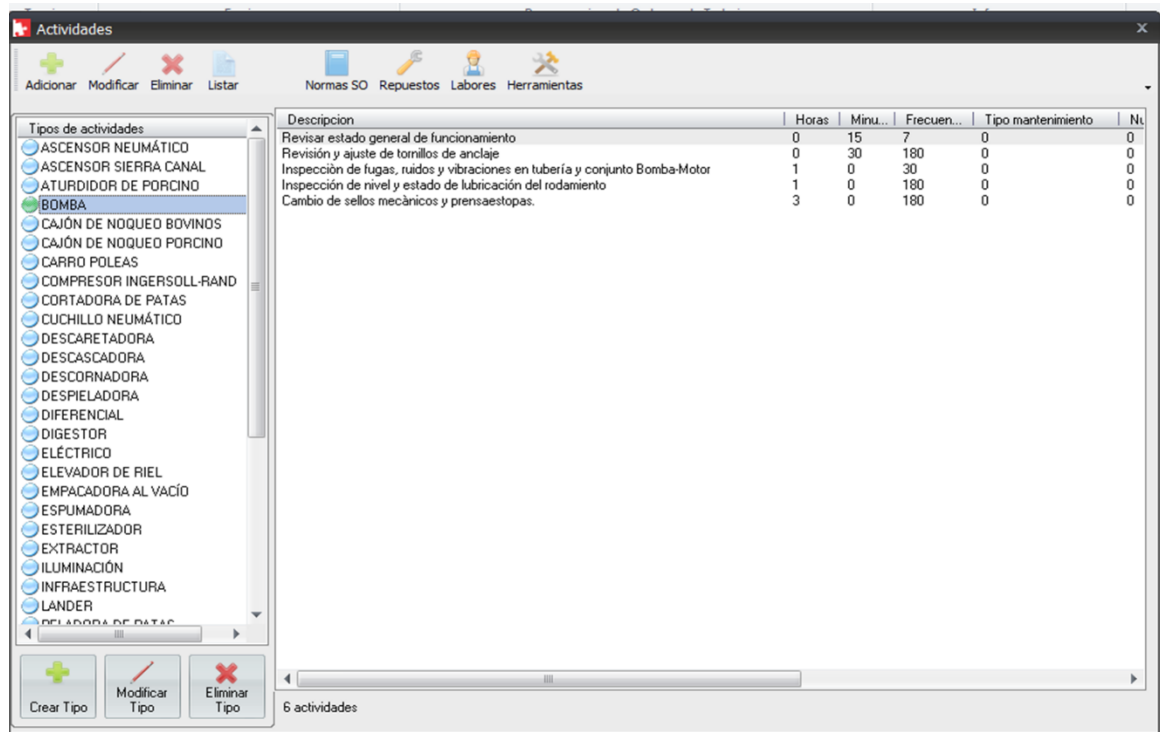 Actividades
x
Adicionar Modificar Eliminar Listar Normas SO Repuestos Labores Herramientas
Tipos de actividades
ASCENSOR NEUMÁTICO
ASCENSOR SIERRA CANAL
ATURDIDOR DE PORCINO
BOMBA
CAJÓN DE NOQUEO BOVINOS
CAJÓN DE NOQUEO PORCINO
CARRO POLEAS
COMPRESOR INGERSOLL-RAND
CORTADORA DE PATAS
CUCHILLO NEUMÁTICO
DESCARETADORA
DESCASCADORA
DESCORNADORA
DESPIELADORA
DIFERENCIAL
DIGESTOR
ELÉCTRICO
ELEVADOR DE RIEL
EMPACADORA AL VACÍO
ESPUMADORA
ESTERILIZADOR
EXTRACTOR
ILUMINACIÓN
INFRAESTRUCTURA
LANDER
Crear Tipo
Modificar Tipo
Eliminar Tipo
Descripcion Horas Minu... Frecuen... Tipo mantenimiento
Revisar estado general de funcionamiento 0 15 7 0 0
Revisión y ajuste de tornillos de anclaje 0 30 180 0 0
Inspecciòn de fugas, ruidos y vibraciones en tubería y conjunto Bomba-Motor 1 0 30 0 0
Inspección de nivel y estado de lubricación del rodamiento 1 0 180 0 0
Cambio de sellos mecànicos y prensaestopas. 3 0 180 0 0
6 actividades